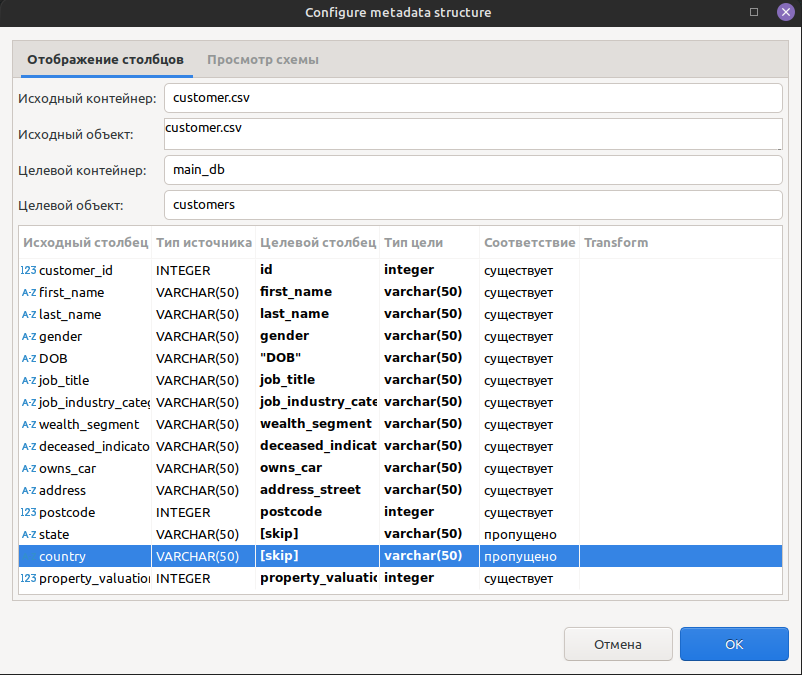 Configure metadata structure
Отображение столбцов Просмотр схемы
Исходный контейнер: customer.csv
Исходный объект: customer.csv
Целевой контейнер: main_db
Целевой объект: customers
Исходный столбец Тип источника Целевой столбец Тип цели Соответствие Transform
123 customer_id INTEGER id integer существует
A-Z first_name VARCHAR(50) first_name varchar(50) существует
A-Z last_name VARCHAR(50) last_name varchar(50) существует
A-Z gender VARCHAR(50) gender varchar(50) существует
A-Z DOB VARCHAR(50) "DOB" varchar(50) существует
A-Z job_title VARCHAR(50) job_title varchar(50) существует
A-Z job_industry_categ VARCHAR(50) job_industry_cate varchar(50) существует
A-Z wealth_segment VARCHAR(50) wealth_segment varchar(50) существует
A-Z deceased_indicato VARCHAR(50) deceased_indicat varchar(50) существует
A-Z owns_car VARCHAR(50) owns_car varchar(50) существует
A-Z address VARCHAR(50) address_street varchar(50) существует
123 postcode INTEGER postcode integer существует
A-Z state VARCHAR(50) [skip] varchar(50) пропущено
country VARCHAR(50) [skip] varchar(50) пропущено
123 property_valuation INTEGER property_valuatio integer существует
Отмена OK